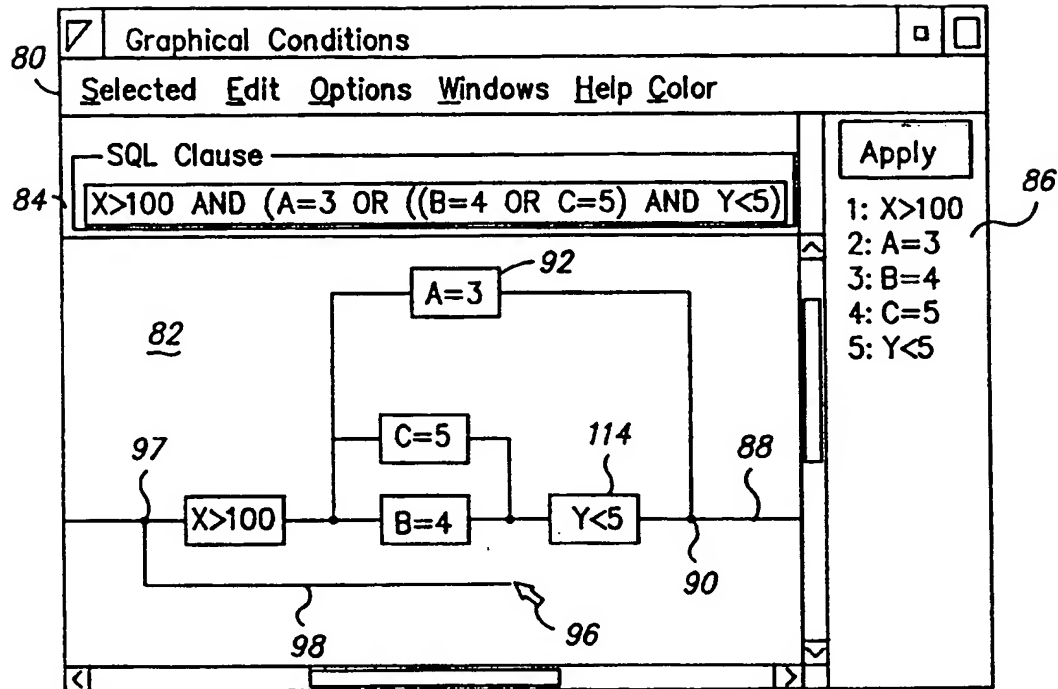 Graphical Conditions
80
Selected Edit Options Windows Help Color
SQL Clause
84
X>100 AND (A=3 OR ((B=4 OR C=5) AND Y<5)
Apply
86
1: X>100
2: A=3
3: B=4
4: C=5
5: Y<5
92
A=3
82
C=5
114
88
97
X>100
B=4
Y<5
90
98
96